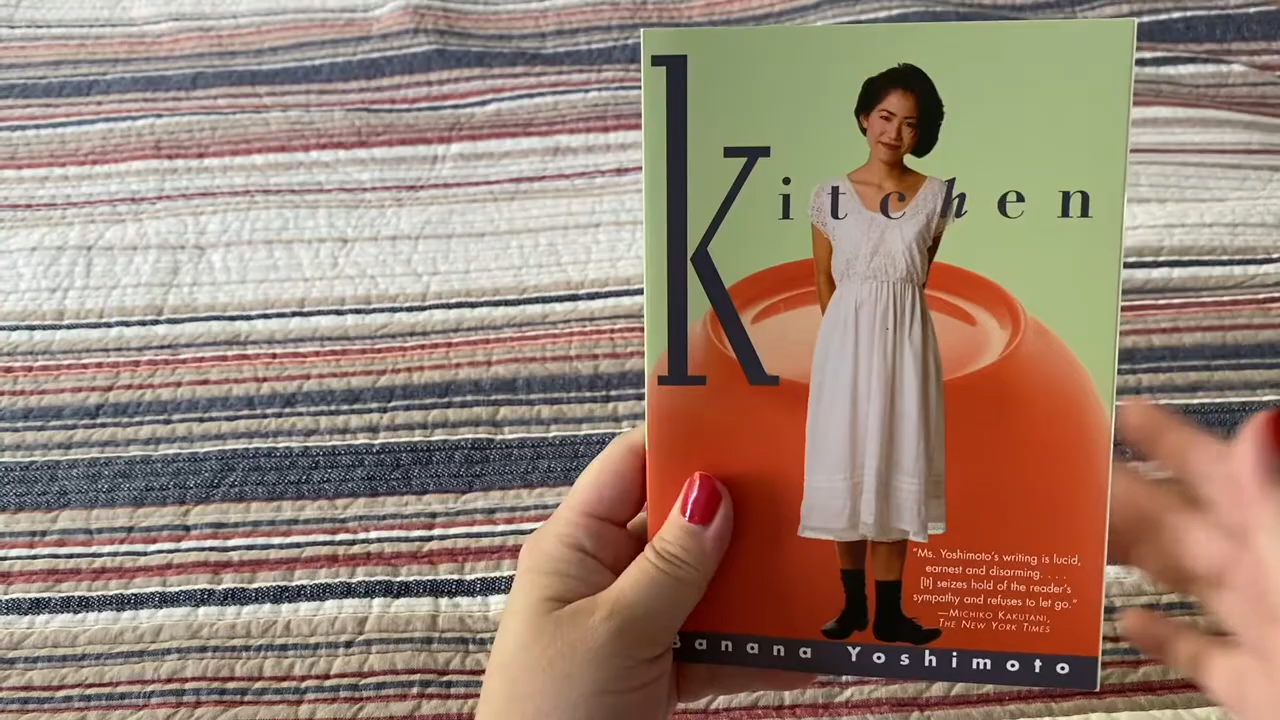 kitchen
"Ms. Yoshimoto's writing is lucid,
earnest and disarming. . . .
[It] seizes hold of the reader's
sympathy and refuses to let go."
—Michiko Kakutani,
The New York Times
Banana Yoshimoto